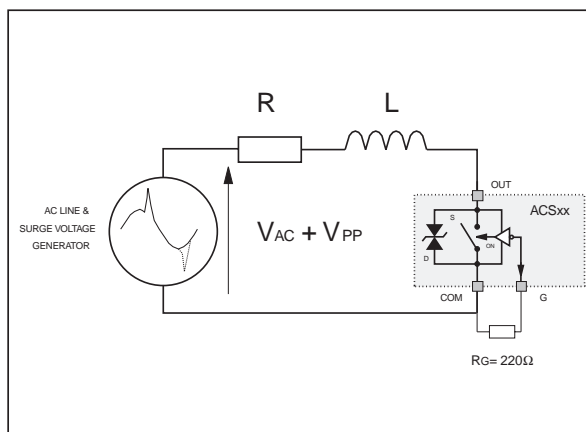 R
L
OUT
AC LINE &
SURGE VOLTAGE
GENERATOR
VAC + VPP
ACSxx
S
ON
D
COM
G
RG= 220Ω